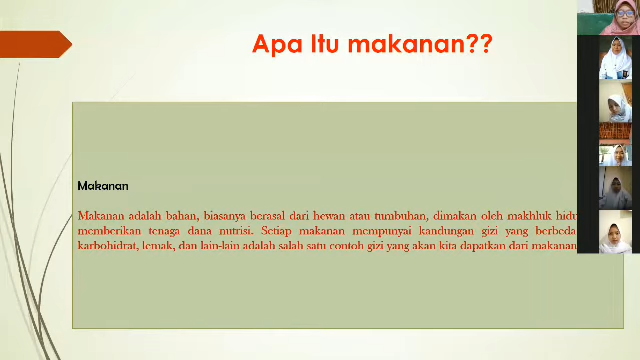 Apa Itu makanan??
Makanan
Makanan adalah bahan, biasanya berasal dari hewan atau tumbuhan, dimakan oleh makhluk
memberikan tenaga dana nutrisi. Setiap makanan mempunyai kandungan gizi yang
karbohidrat, lemak, dan lain-lain adalah salah satu contoh gizi yang akan kita dapatkan dari makanan